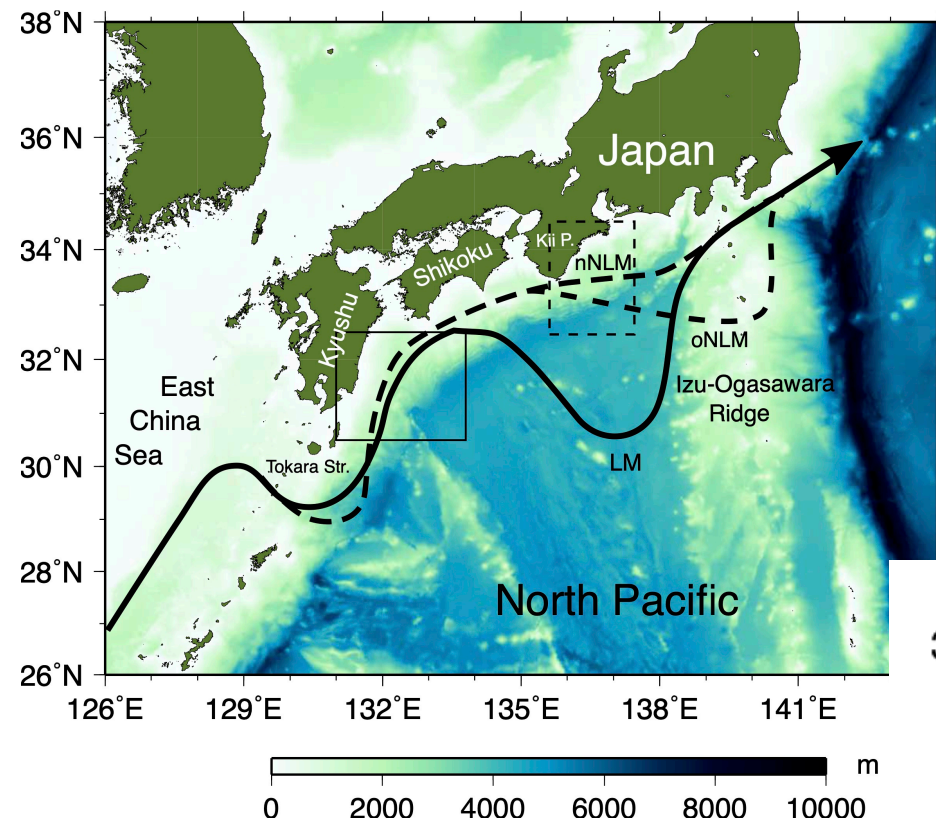 38°N
36°N
34°N
32°N
30°N
28°N
26°N
Japan
Kii P.
nNLM
Shikoku
Kyushu
oNLM
East
China
Sea
Izu-Ogasawara
Ridge
Tokara Str.
LM
North Pacific
126°E 129°E 132°E 135°E 138°E 141°E
m
0 2000 4000 6000 8000 10000